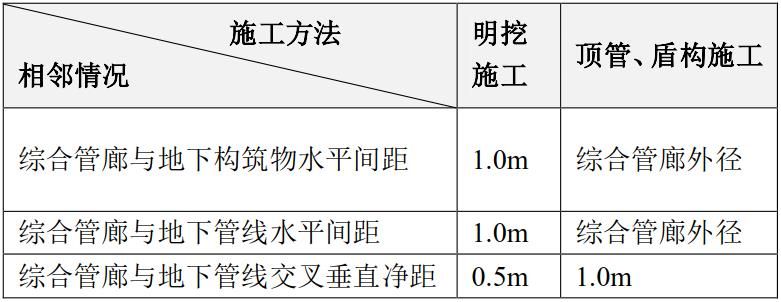 施工方法
相邻情况
明挖
施工
顶管、盾构施工
综合管廊与地下构筑物水平间距 1.0m 综合管廊外径
综合管廊与地下管线水平间距 1.0m 综合管廊外径
综合管廊与地下管线交叉垂直净距 0.5m 1.0m